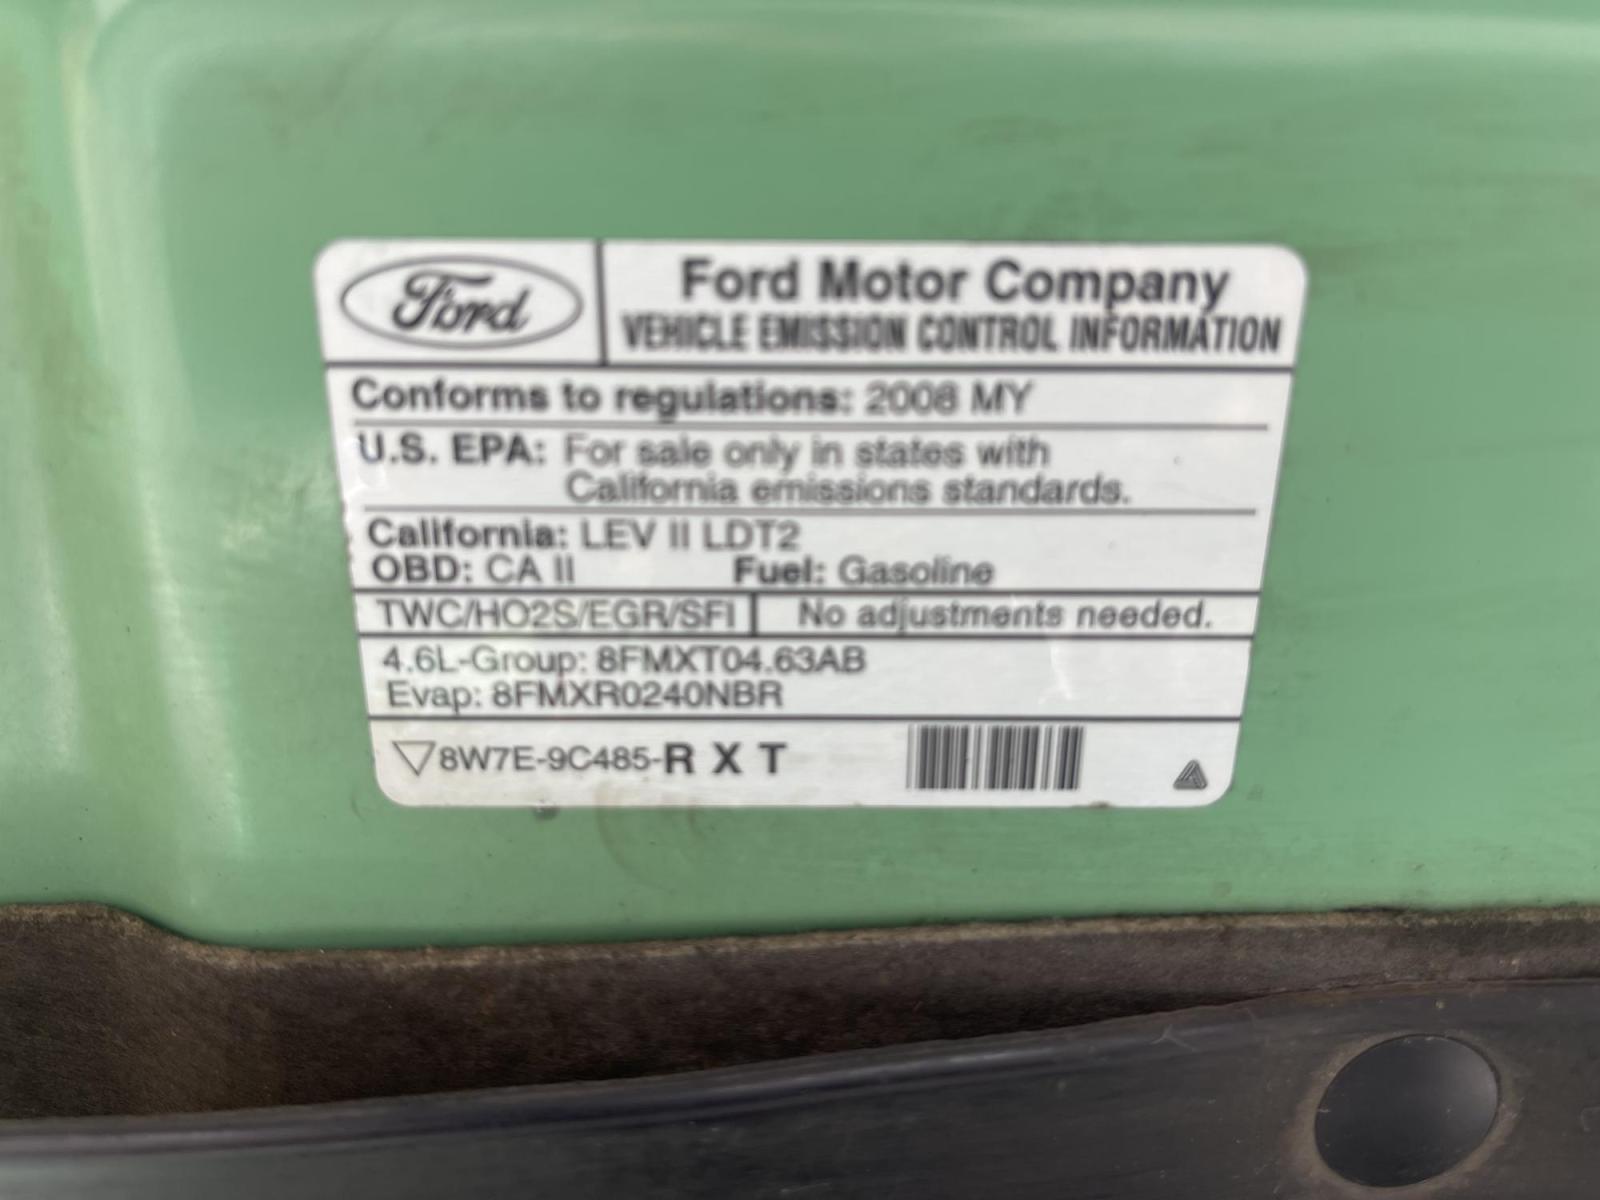 Ford
Ford Motor Company
VEHICLE EMISSION CONTROL INFORMATION
Conforms to regulations: 2008 MY
U.S. EPA: For sale only in states with
California emissions standards.
California: LEV II LDT2
OBD: CA II Fuel: Gasoline
TWC/HO2S/EGR/SFI No adjustments needed.
4.6L-Group: 8FMXT04.63AB
Evap: 8FMXR0240NBR
8W7E-9C485-R X T